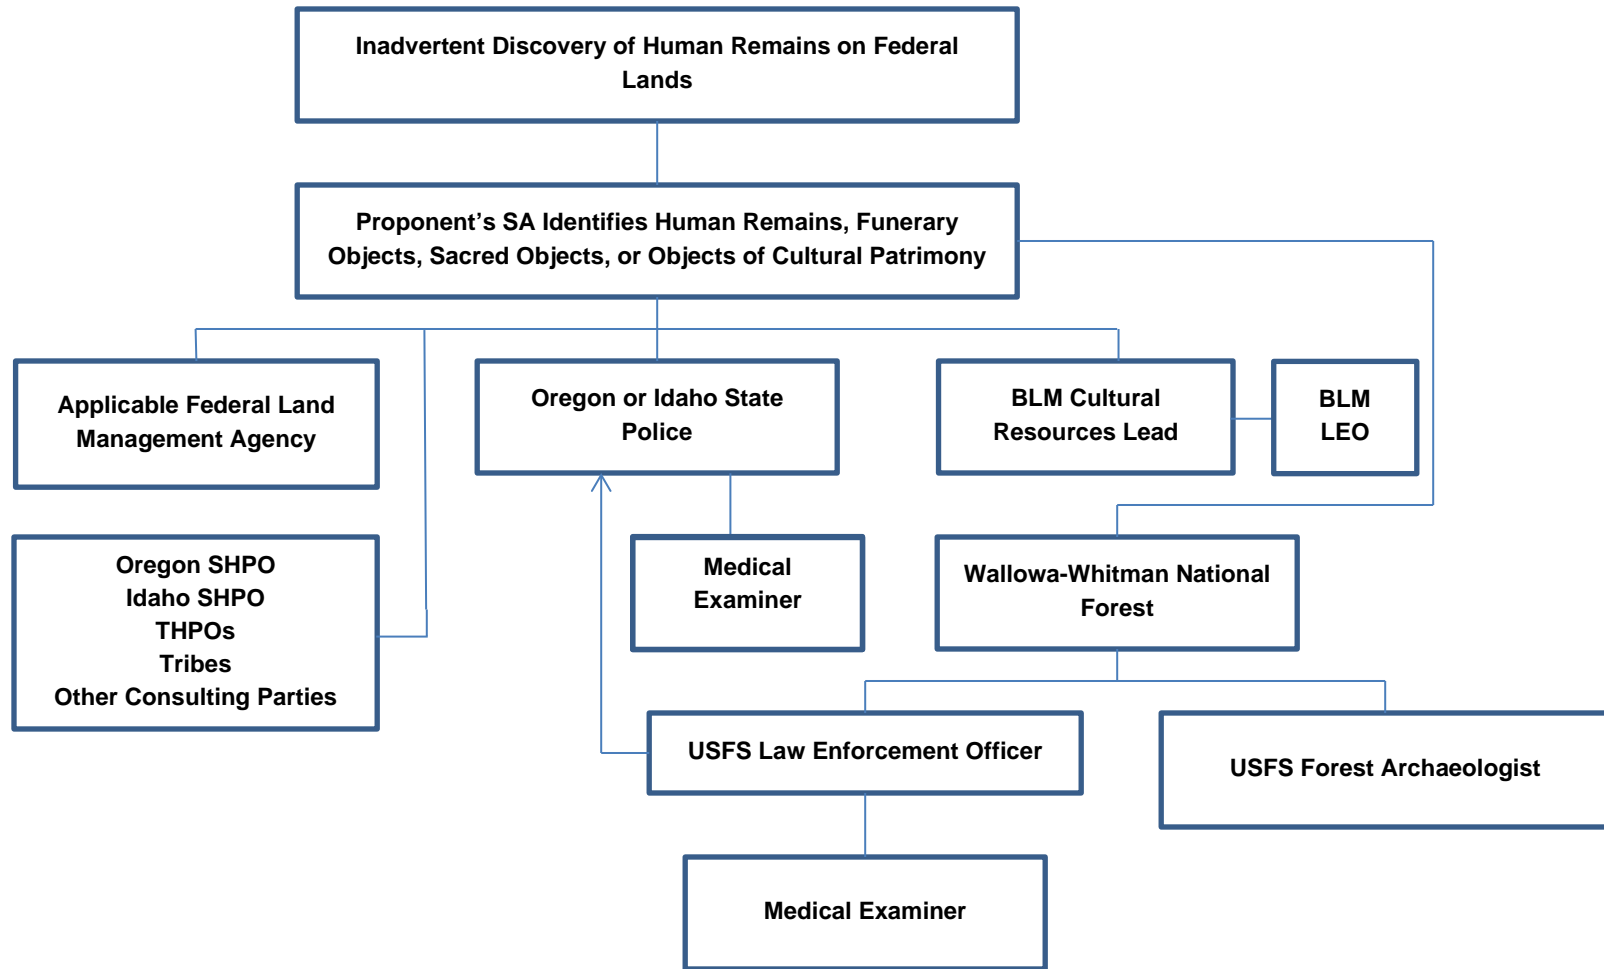 Inadvertent Discovery of Human Remains on Federal
Lands
Proponent’s SA Identifies Human Remains, Funerary
Objects, Sacred Objects, or Objects of Cultural Patrimony
Applicable Federal Land
Management Agency
Oregon or Idaho State
Police
BLM Cultural
Resources Lead
BLM
LEO
Oregon SHPO
Idaho SHPO
THPOs
Tribes
Other Consulting Parties
Medical
Examiner
Wallowa-Whitman National
Forest
USFS Law Enforcement Officer
USFS Forest Archaeologist
Medical Examiner